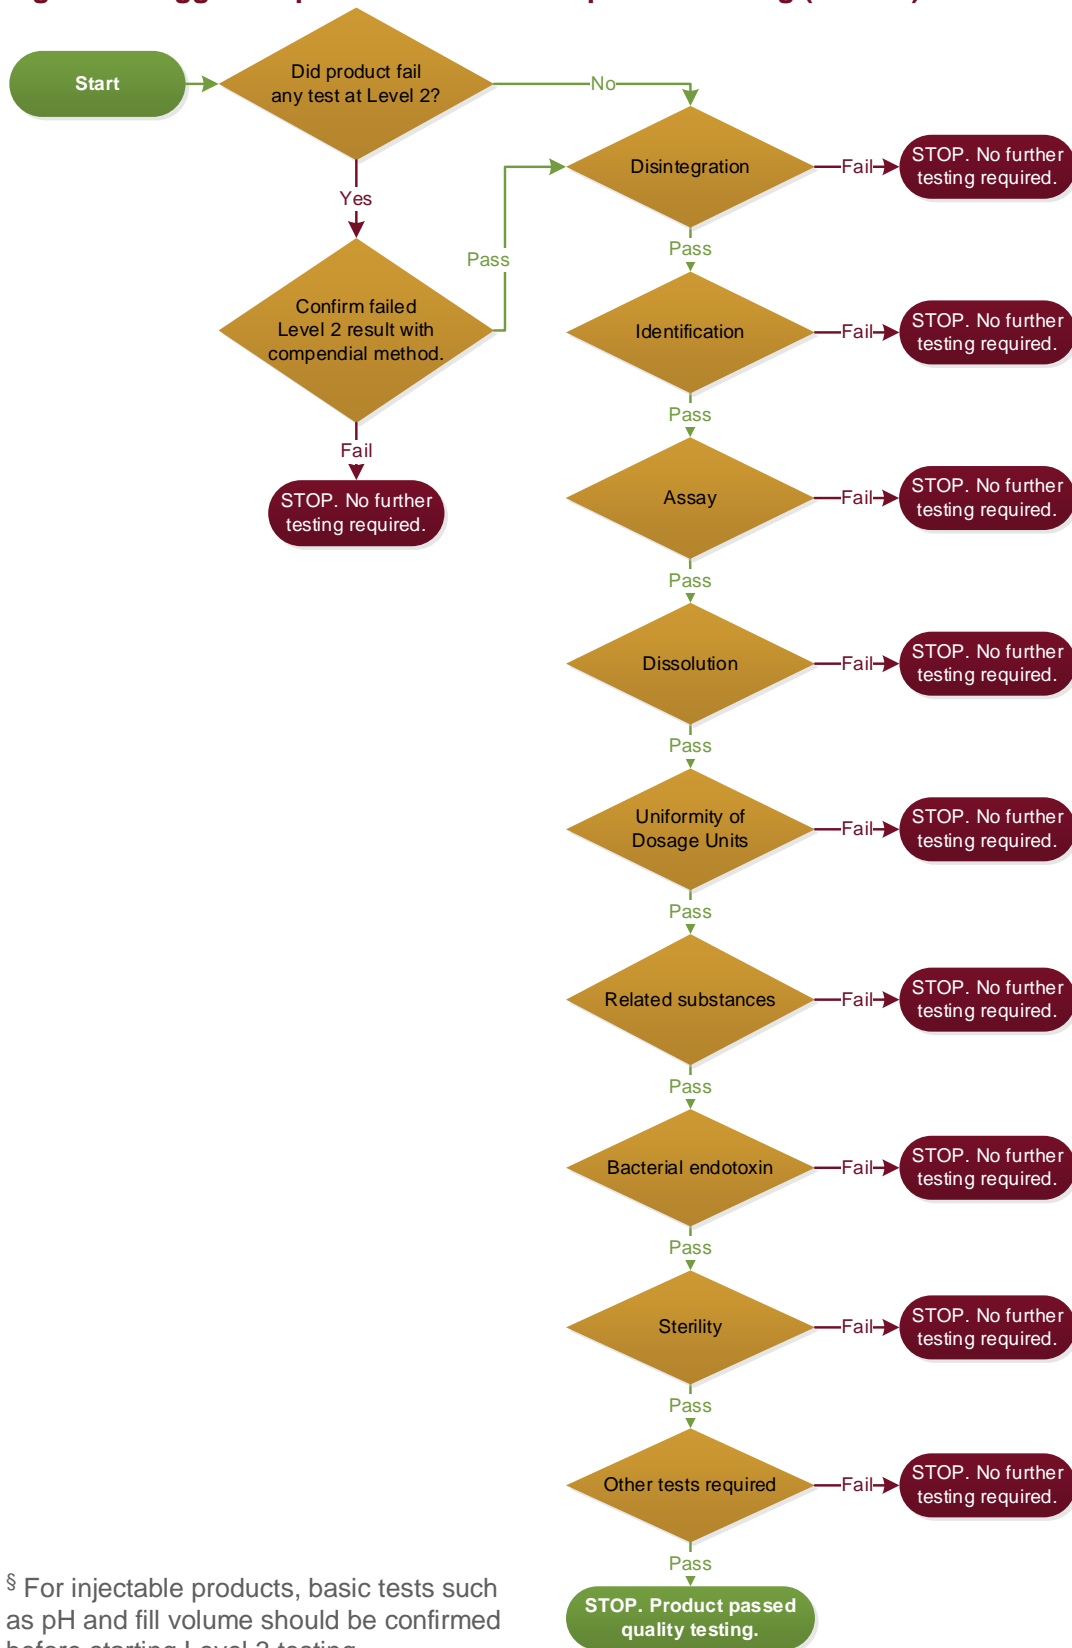 Start
Did product fail
any test at Level 2?
No
Yes
Confirm failed
Level 2 result with
compendial method.
Pass
Fail
STOP. No further
testing required.
Disintegration
Fail
STOP. No further
testing required.
Pass
Identification
Fail
STOP. No further
testing required.
Pass
Assay
Fail
STOP. No further
testing required.
Pass
Dissolution
Fail
STOP. No further
testing required.
Pass
Uniformity of
Dosage Units
Fail
STOP. No further
testing required.
Pass
Related substances
Fail
STOP. No further
testing required.
Pass
Bacterial endotoxin
Fail
STOP. No further
testing required.
Pass
Sterility
Fail
STOP. No further
testing required.
Pass
Other tests required
Fail
STOP. No further
testing required.
Pass
STOP. Product passed
quality testing.
§ For injectable products, basic tests such
as pH and fill volume should be confirmed
before starting Level 3 testing